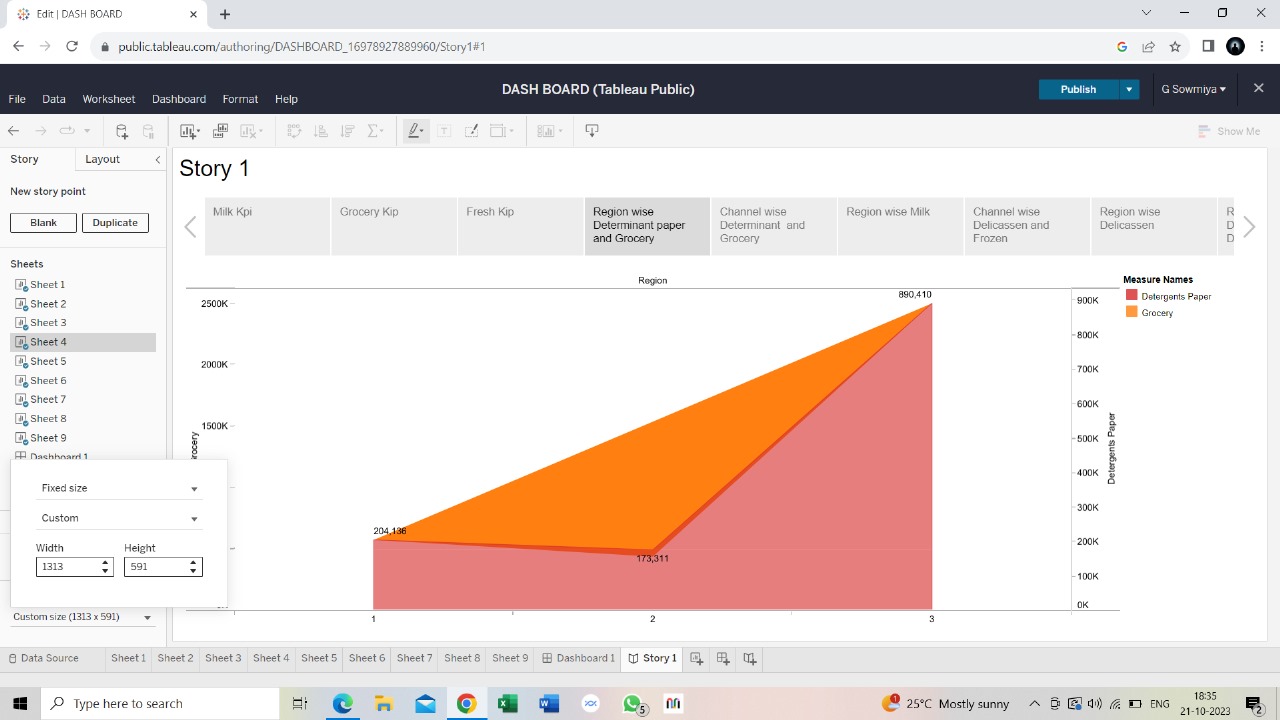 Edit | DASH BOARD
public.tableau.com/authoring/DASHBOARD_16978927889960/Story1#1
DASH BOARD (Tableau Public)
Publish
G Sowmiya
File Data Worksheet Dashboard Format Help
Show Me
Story Layout
Story 1
New story point
Blank Duplicate
Milk Kpi
Grocery Kip
Fresh Kip
Region wise
Determinant paper
and Grocery
Channel wise
Determinant and
Grocery
Region wise Milk
Channel wise
Delicassen and
Frozen
Region wise
Delicassen
R
D
D
Sheets
Sheet 1
Sheet 2
Sheet 3
Sheet 4
Sheet 5
Sheet 6
Sheet 7
Sheet 8
Sheet 9
Dashboard 1
Fixed size
Custom
Width Height
1313 591
Custom size (1313 x 591)
Region
2500K
2000K
1500K
rocery
890,410
204,136
173,311
1 2 3
900K
800K
700K
600K
500K
400K
300K
200K
100K
0K
Detergents Paper
Measure Names
Detergents Paper
Grocery
Data Source Sheet 1 Sheet 2 Sheet 3 Sheet 4 Sheet 5 Sheet 6 Sheet 7 Sheet 8 Sheet 9 Dashboard 1 Story 1
Type here to search
5
1
25°C Mostly sunny
ENG
18:35
21-10-2023
2